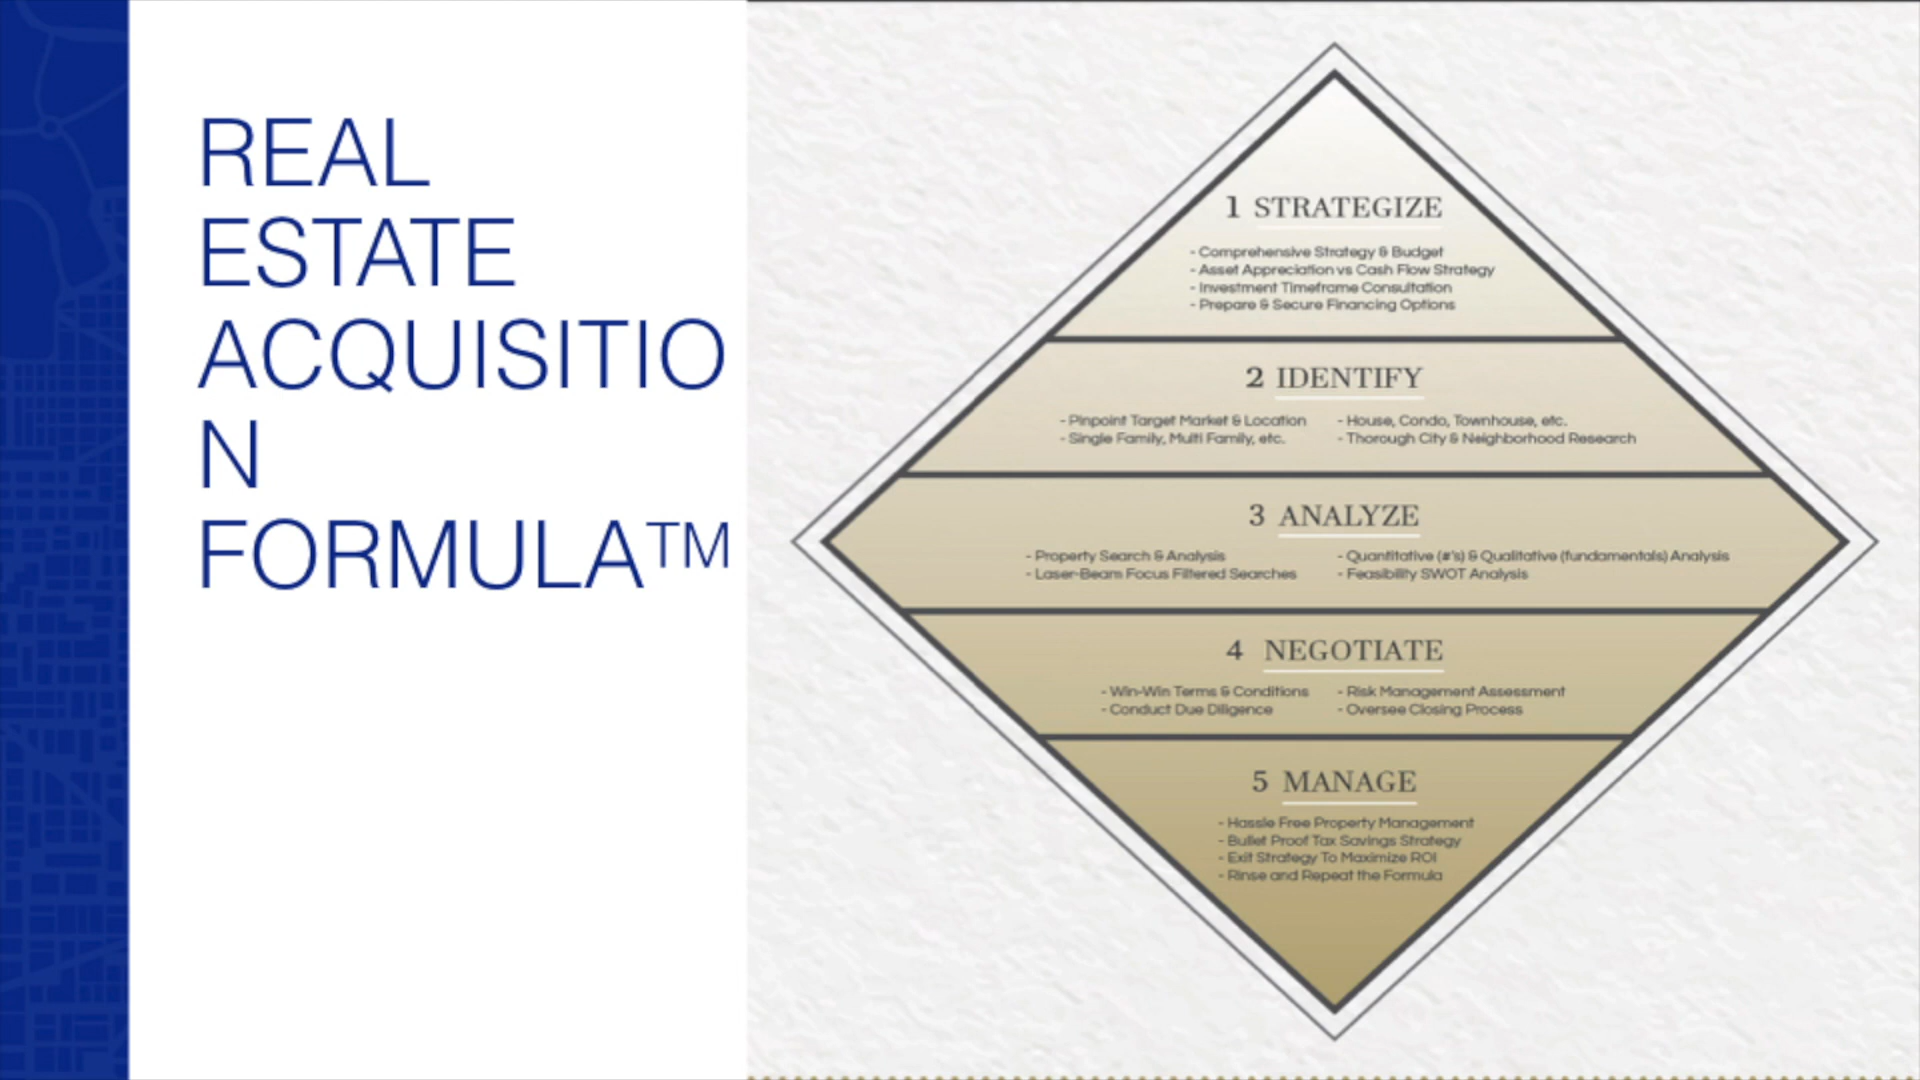 REAL
ESTATE
ACQUISITIO
N
FORMULA™
1 STRATEGIZE
- Comprehensive Strategy & Budget
- Asset Appreciation vs Cash Flow Strategy
- Investment Timeframe Consultation
- Prepare & Secure Financing Options
2 IDENTIFY
- Pinpoint Target Market & Location
- Single Family, Multi Family, etc.
- House, Condo, Townhouse, etc.
- Thorough City & Neighborhood Research
3 ANALYZE
- Property Search & Analysis
- Laser-Beam Focus Filtered Searches
- Quantitative (#'s) & Qualitative (fundamentals) Analysis
- Feasibility SWOT Analysis
4 NEGOTIATE
- Win-Win Terms & Conditions
- Conduct Due Diligence
- Risk Management Assessment
- Oversee Closing Process
5 MANAGE
- Hassle Free Property Management
- Bullet Proof Tax Savings Strategy
- Exit Strategy To Maximize ROI
- Rinse and Repeat the Formula